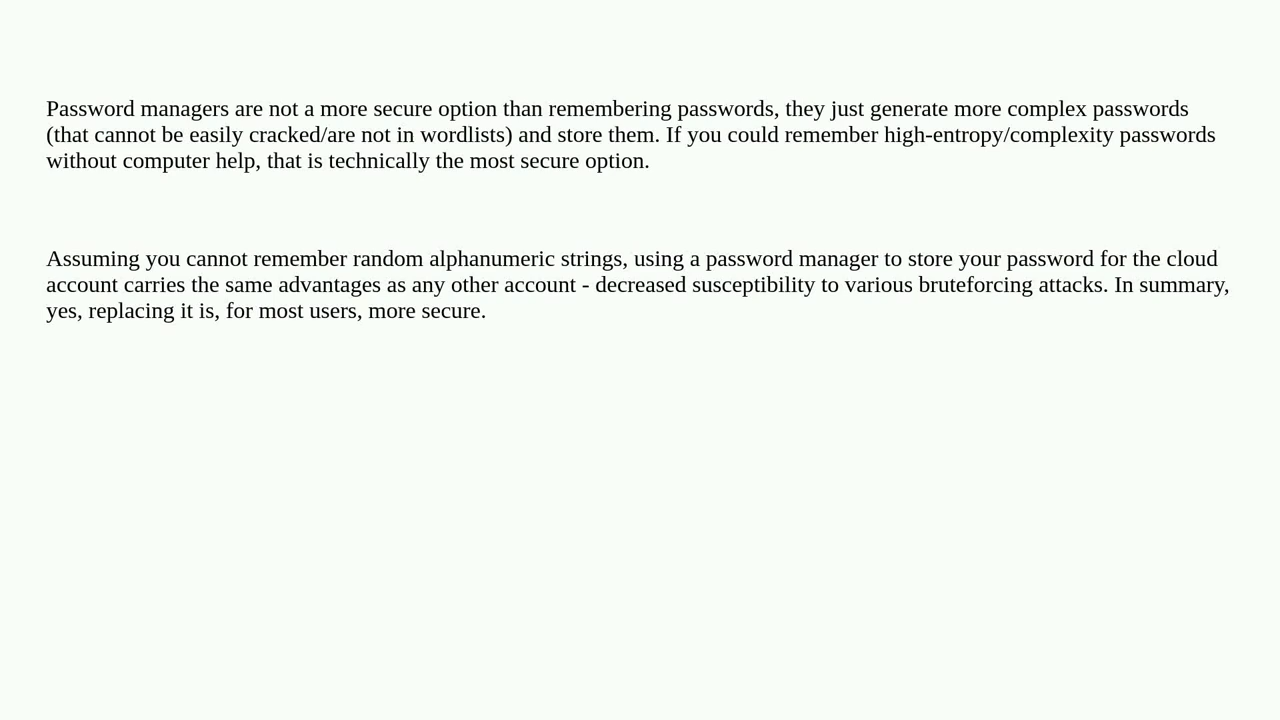 Password managers are not a more secure option than remembering passwords, they just generate more complex passwords
(that cannot be easily cracked/are not in wordlists) and store them. If you could remember high-entropy/complexity passwords
without computer help, that is technically the most secure option.
Assuming you cannot remember random alphanumeric strings, using a password manager to store your password for the cloud
account carries the same advantages as any other account - decreased susceptibility to various bruteforcing attacks. In summary,
yes, replacing it is, for most users, more secure.